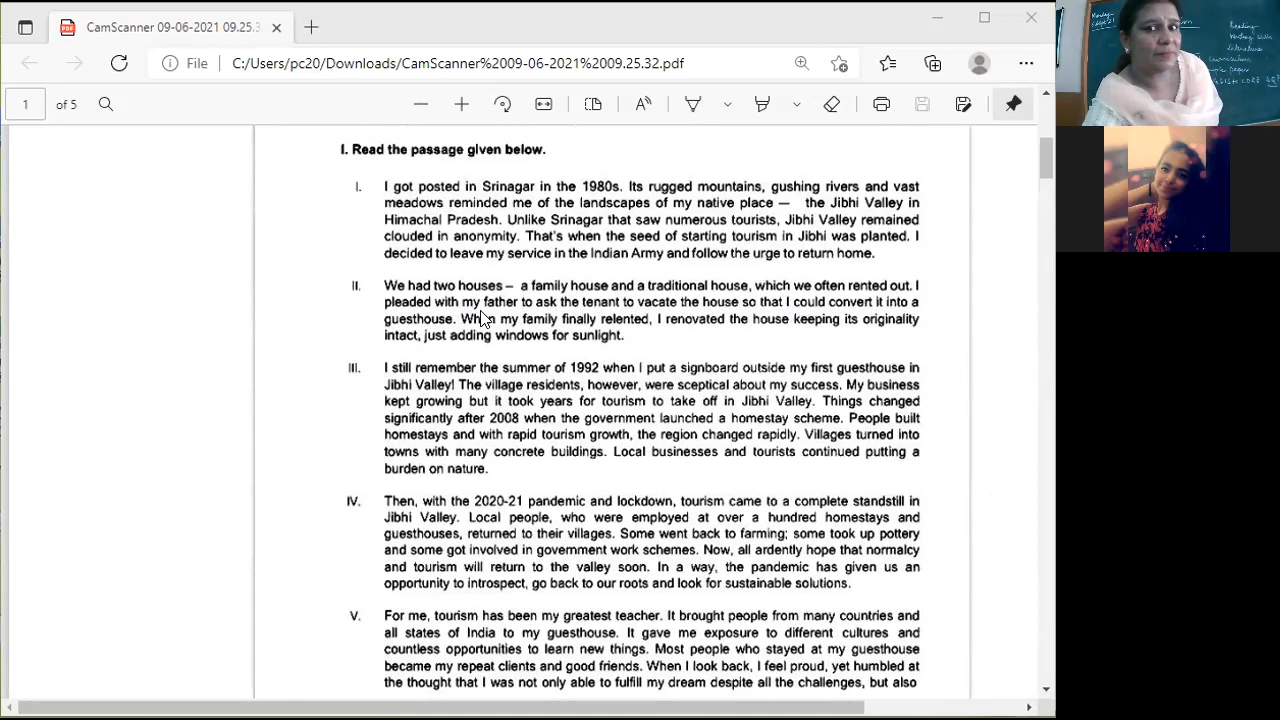 CamScanner 09-06-2021 09.25.3
File C:/Users/pc20/Downloads/CamScanner%2009-06-2021%2009.25.32.pdf
1 of 5
I. Read the passage given below.
I. I got posted in Srinagar in the 1980s. Its rugged mountains, gushing rivers and vast
meadows reminded me of the landscapes of my native place — the Jibhi Valley in
Himachal Pradesh. Unlike Srinagar that saw numerous tourists, Jibhi Valley remained
clouded in anonymity. That's when the seed of starting tourism in Jibhi was planted. I
decided to leave my service in the Indian Army and follow the urge to return home.
II. We had two houses – a family house and a traditional house, which we often rented out. I
pleaded with my father to ask the tenant to vacate the house so that I could convert it into a
guesthouse. When my family finally relented, I renovated the house keeping its originality
intact, just adding windows for sunlight.
III. I still remember the summer of 1992 when I put a signboard outside my first guesthouse in
Jibhi Valley! The village residents, however, were sceptical about my success. My business
kept growing but it took years for tourism to take off in Jibhi Valley. Things changed
significantly after 2008 when the government launched a homestay scheme. People built
homestays and with rapid tourism growth, the region changed rapidly. Villages turned into
towns with many concrete buildings. Local businesses and tourists continued putting a
burden on nature.
IV. Then, with the 2020-21 pandemic and lockdown, tourism came to a complete standstill in
Jibhi Valley. Local people, who were employed at over a hundred homestays and
guesthouses, returned to their villages. Some went back to farming; some took up pottery
and some got involved in government work schemes. Now, all ardently hope that normalcy
and tourism will return to the valley soon. In a way, the pandemic has given us an
opportunity to introspect, go back to our roots and look for sustainable solutions.
V. For me, tourism has been my greatest teacher. It brought people from many countries and
all states of India to my guesthouse. It gave me exposure to different cultures and
countless opportunities to learn new things. Most people who stayed at my guesthouse
became my repeat clients and good friends. When I look back, I feel proud, yet humbled at
the thought that I was not only able to fulfill my dream despite all the challenges, but also
Monday
Reading
Writing skills
literature